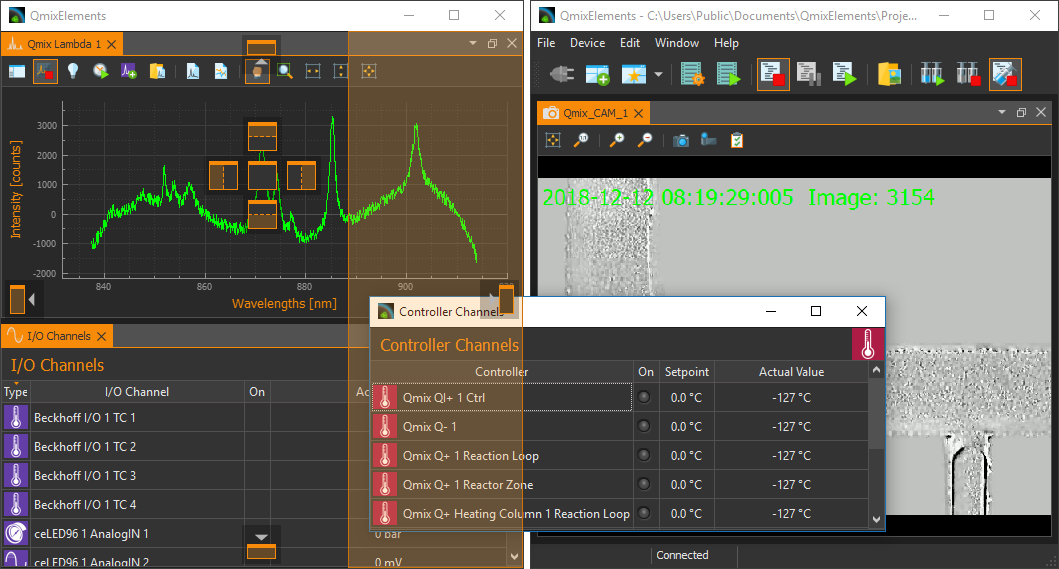 QmixElements
Qmix Lambda 1
3000
2000
1000
0
-1000
-2000
Intensity [counts]
840
860
880
900
920
Wavelengths [nm]
I/O Channels
I/O Channels
Type
I/O Channel
On
Ac
Beckhoff I/O 1 TC 1
Beckhoff I/O 1 TC 2
Beckhoff I/O 1 TC 3
Beckhoff I/O 1 TC 4
ceLED96 1 AnalogIN 1
0 bar
ceLED96 1 AnalogIN 2
0 mV
QmixElements - C:\Users\Public\Documents\QmixElements\Proje...
File Device Edit Window Help
Qmix_CAM_1
2018-12-12 08:19:29:005 Image: 3154
Connected
Controller Channels
Controller Channels
Controller On Setpoint Actual Value
Qmix QI+ 1 Ctrl 0.0 °C -127 °C
Qmix Q- 1 0.0 °C -127 °C
Qmix Q+ 1 Reaction Loop 0.0 °C -127 °C
Qmix Q+ 1 Reactor Zone 0.0 °C -127 °C
Qmix Q+ Heating Column 1 Reaction Loop 0.0 °C -127 °C